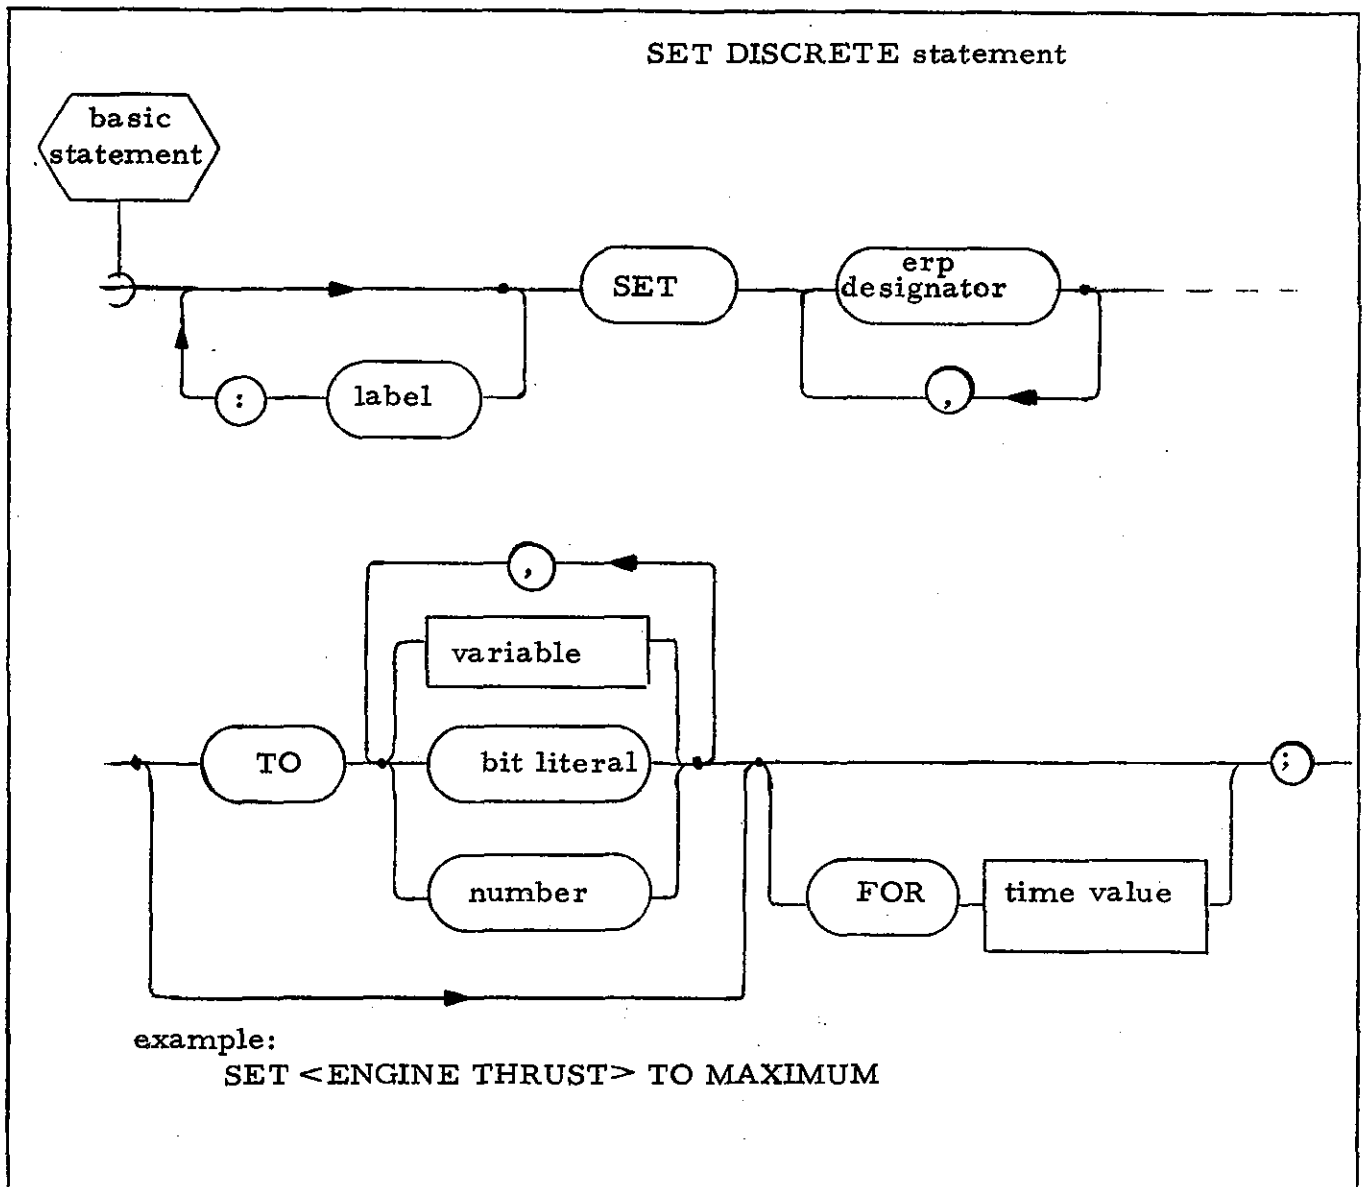 SET DISCRETE statement
basic
statement
SET
erp
designator
:
label
,
,
variable
TO
bit literal
;
number
FOR
time value
example:
SET <ENGINE THRUST> TO MAXIMUM